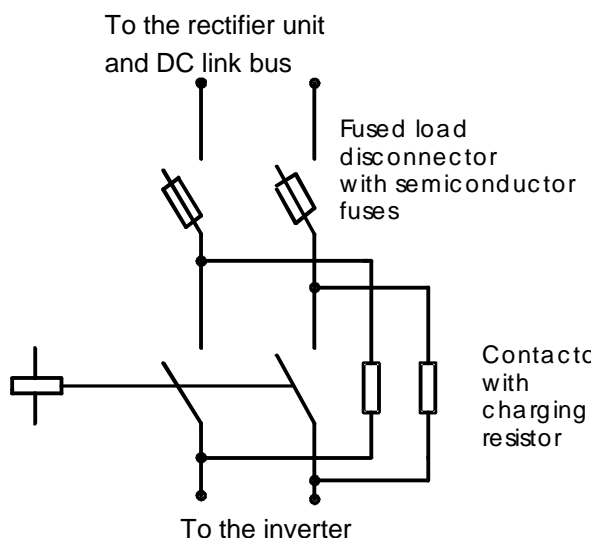 To the rectifier unit
and DC link bus
Fused load
disconnector
with semiconductor
fuses
Contacto
with
charging
resistor
To the inverter